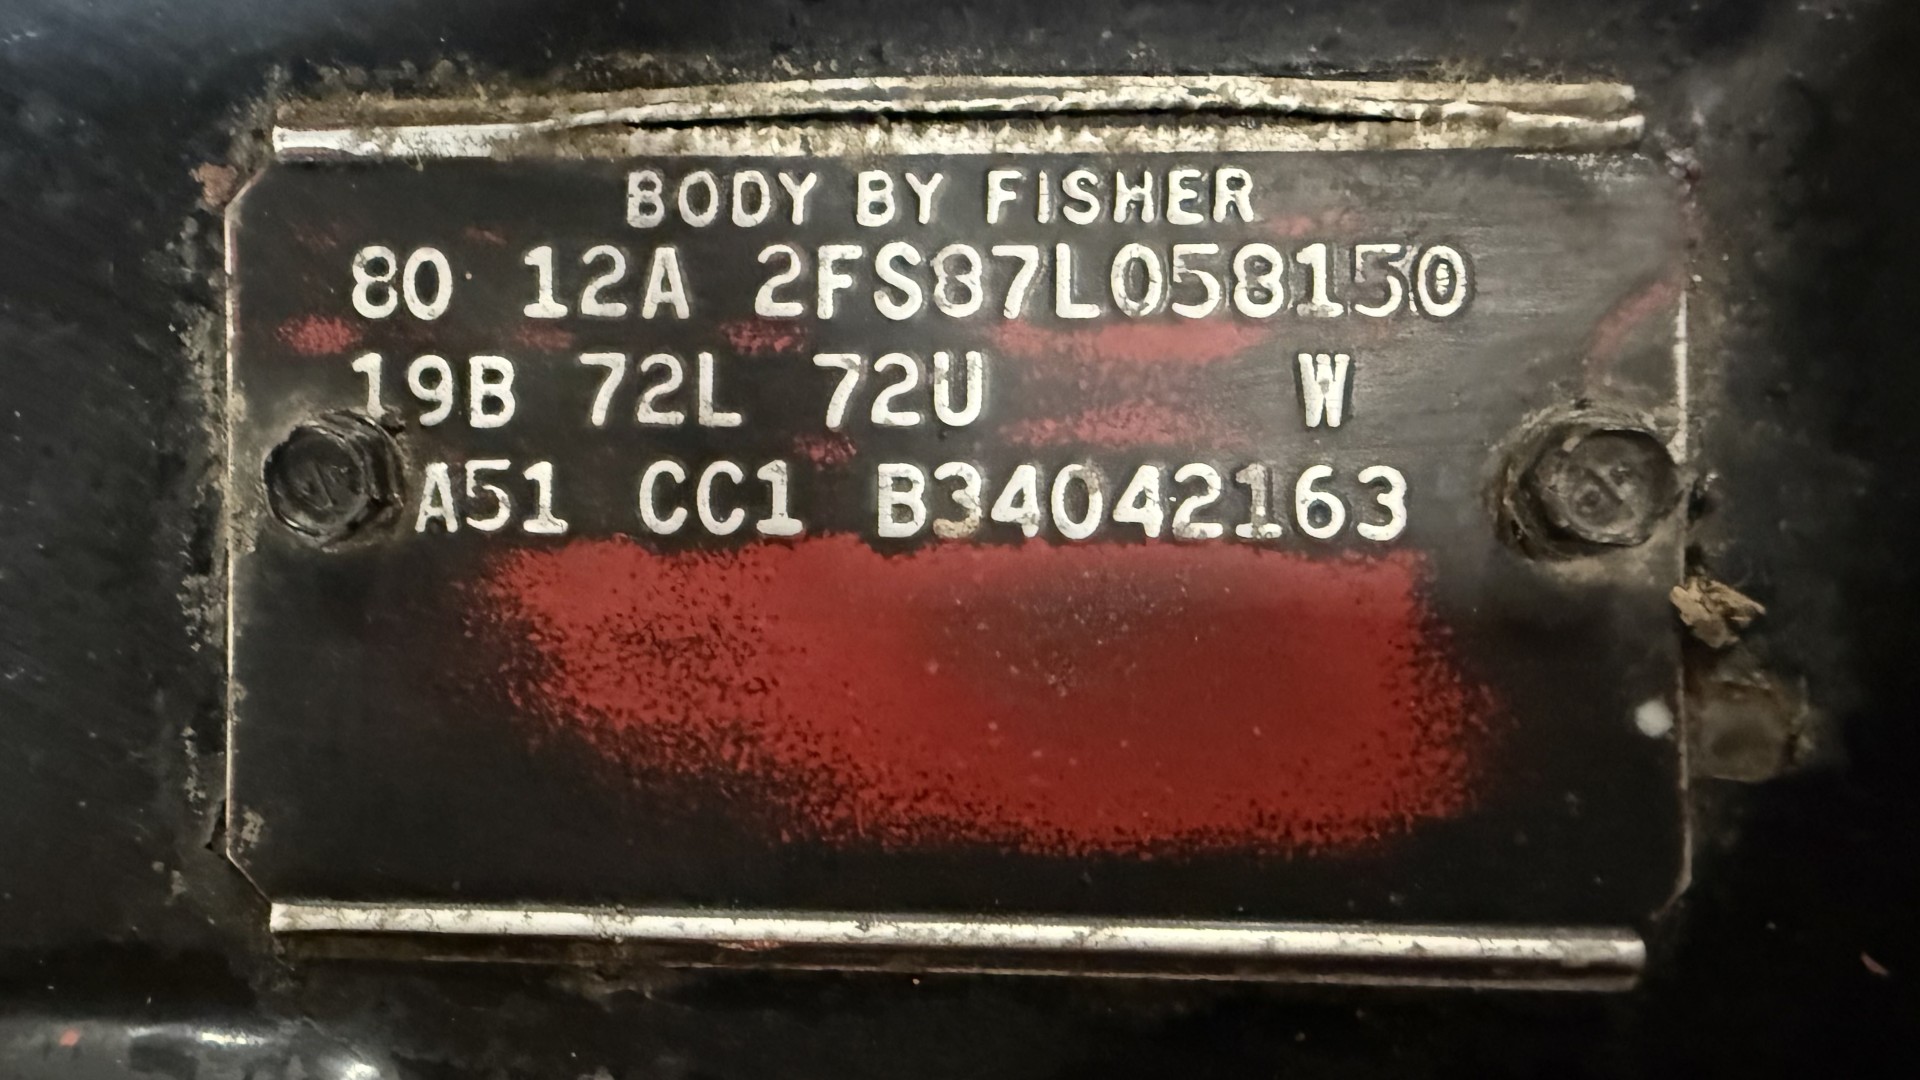 BODY BY FISHER
80 12A 2FS87L058150
19B 72L 72U W
A51 CC1 B34042163